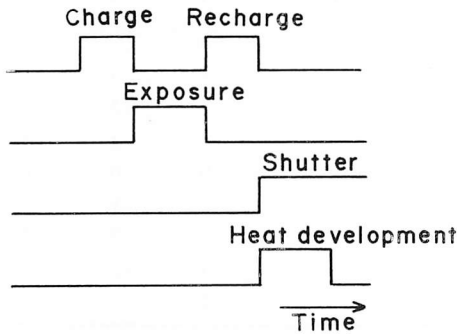 Charge Recharge
Exposure
Shutter
Heat development
Time